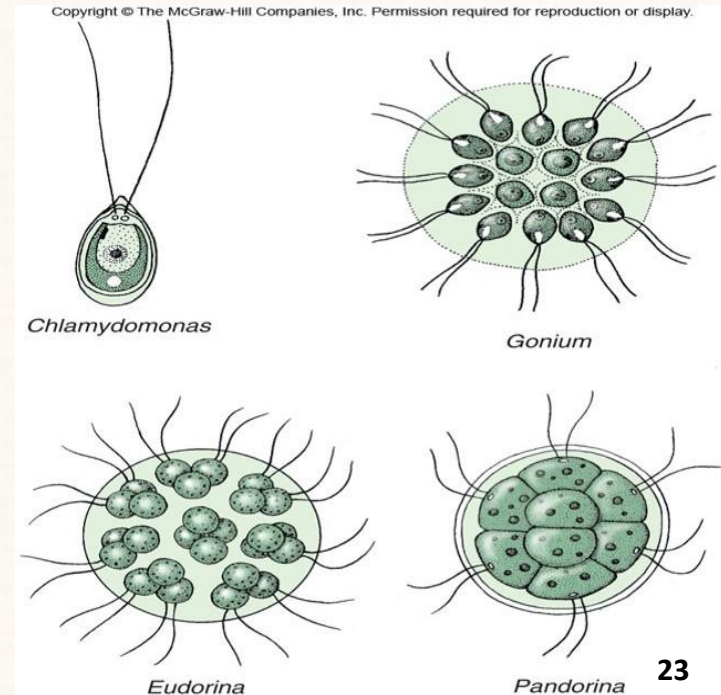 Copyright © The McGraw-Hill Companies, Inc. Permission required for reproduction or display.
Chlamydomonas
Gonium
Eudorina
Pandorina
23